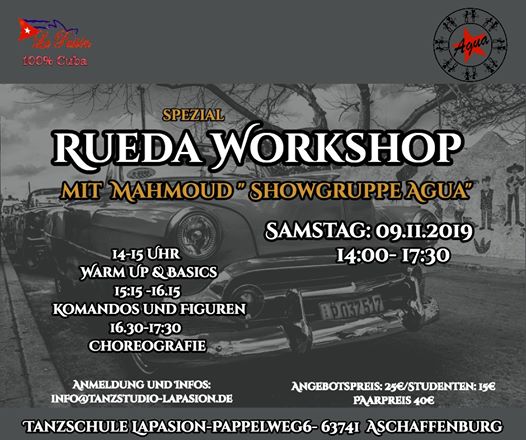 La Pasión
100% Cuba
Agua
SPEZIAL
RUEDA WORKSHOP
MIT MAHMOUD " SHOWGRUPPE AGUA"
SAMSTAG: 09.11.2019
14:00- 17:30
14-15 UHR
WARM UP & BASICS
15:15 -16.15
KOMANDOS UND FIGUREN
16.30-17:30
CHOREOGRAFIE
P 037517
ANMELDUNG UND INFOS:
INFO@TANZSTUDIO-LAPASION.DE
ANGEBOTSPREIS: 25€/STUDENTEN: 15€
PAARPREIS 40€
TANZSCHULE LAPASION-PAPPELWEG6- 63741 ASCHAFFENBURG